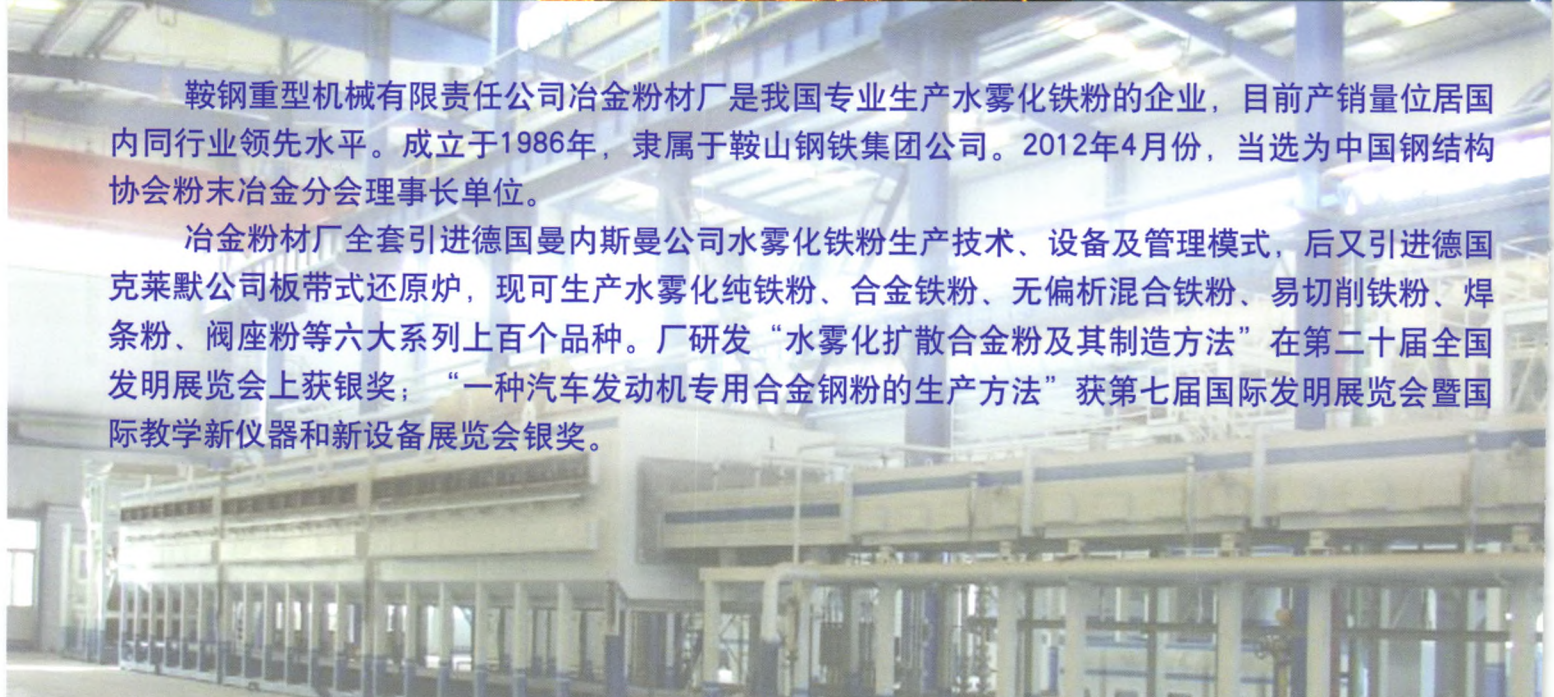 鞍钢重型机械有限责任公司冶金粉材厂是我国专业生产水雾化铁粉的企业，目前产销量位居国
内同行业领先水平。成立于1986年，隶属于鞍山钢铁集团公司。2012年4月份，当选为中国钢结构
协会粉末冶金分会理事长单位。
冶金粉材厂全套引进德国曼内斯曼公司水雾化铁粉生产技术、设备及管理模式，后又引进德国
克莱默公司板带式还原炉，现可生产水雾化纯铁粉、合金铁粉、无偏析混合铁粉、易切削铁粉、焊
条粉、阀座粉等六大系列上百个品种。厂研发“水雾化扩散合金粉及其制造方法”在第二十届全国
发明展览会上获银奖；“一种汽车发动机专用合金钢粉的生产方法”获第七届国际发明展览会暨国
际教学新仪器和新设备展览会银奖。